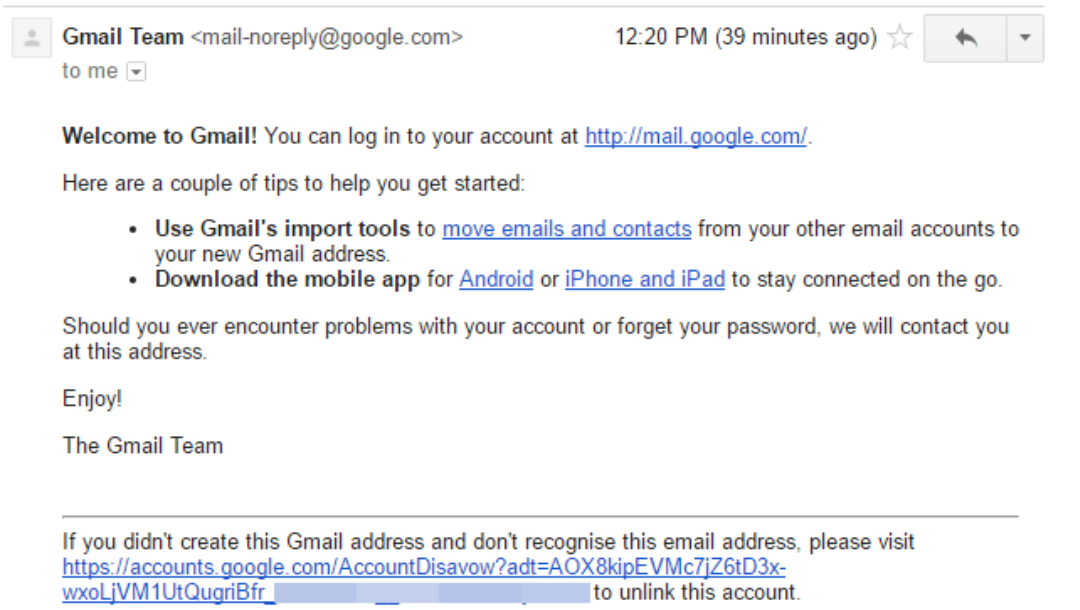 Gmail Team <mail-noreply@google.com> 12:20 PM (39 minutes ago)
to me
Welcome to Gmail! You can log in to your account at http://mail.google.com/.
Here are a couple of tips to help you get started:
• Use Gmail's import tools to move emails and contacts from your other email accounts to
your new Gmail address.
• Download the mobile app for Android or iPhone and iPad to stay connected on the go.
Should you ever encounter problems with your account or forget your password, we will contact you
at this address.
Enjoy!
The Gmail Team
If you didn't create this Gmail address and don't recognise this email address, please visit
https://accounts.google.com/AccountDisavow?adt=AOX8kipEVMc7jZ6tD3x-
wxoLjVM1UtQugriBfr_ to unlink this account.